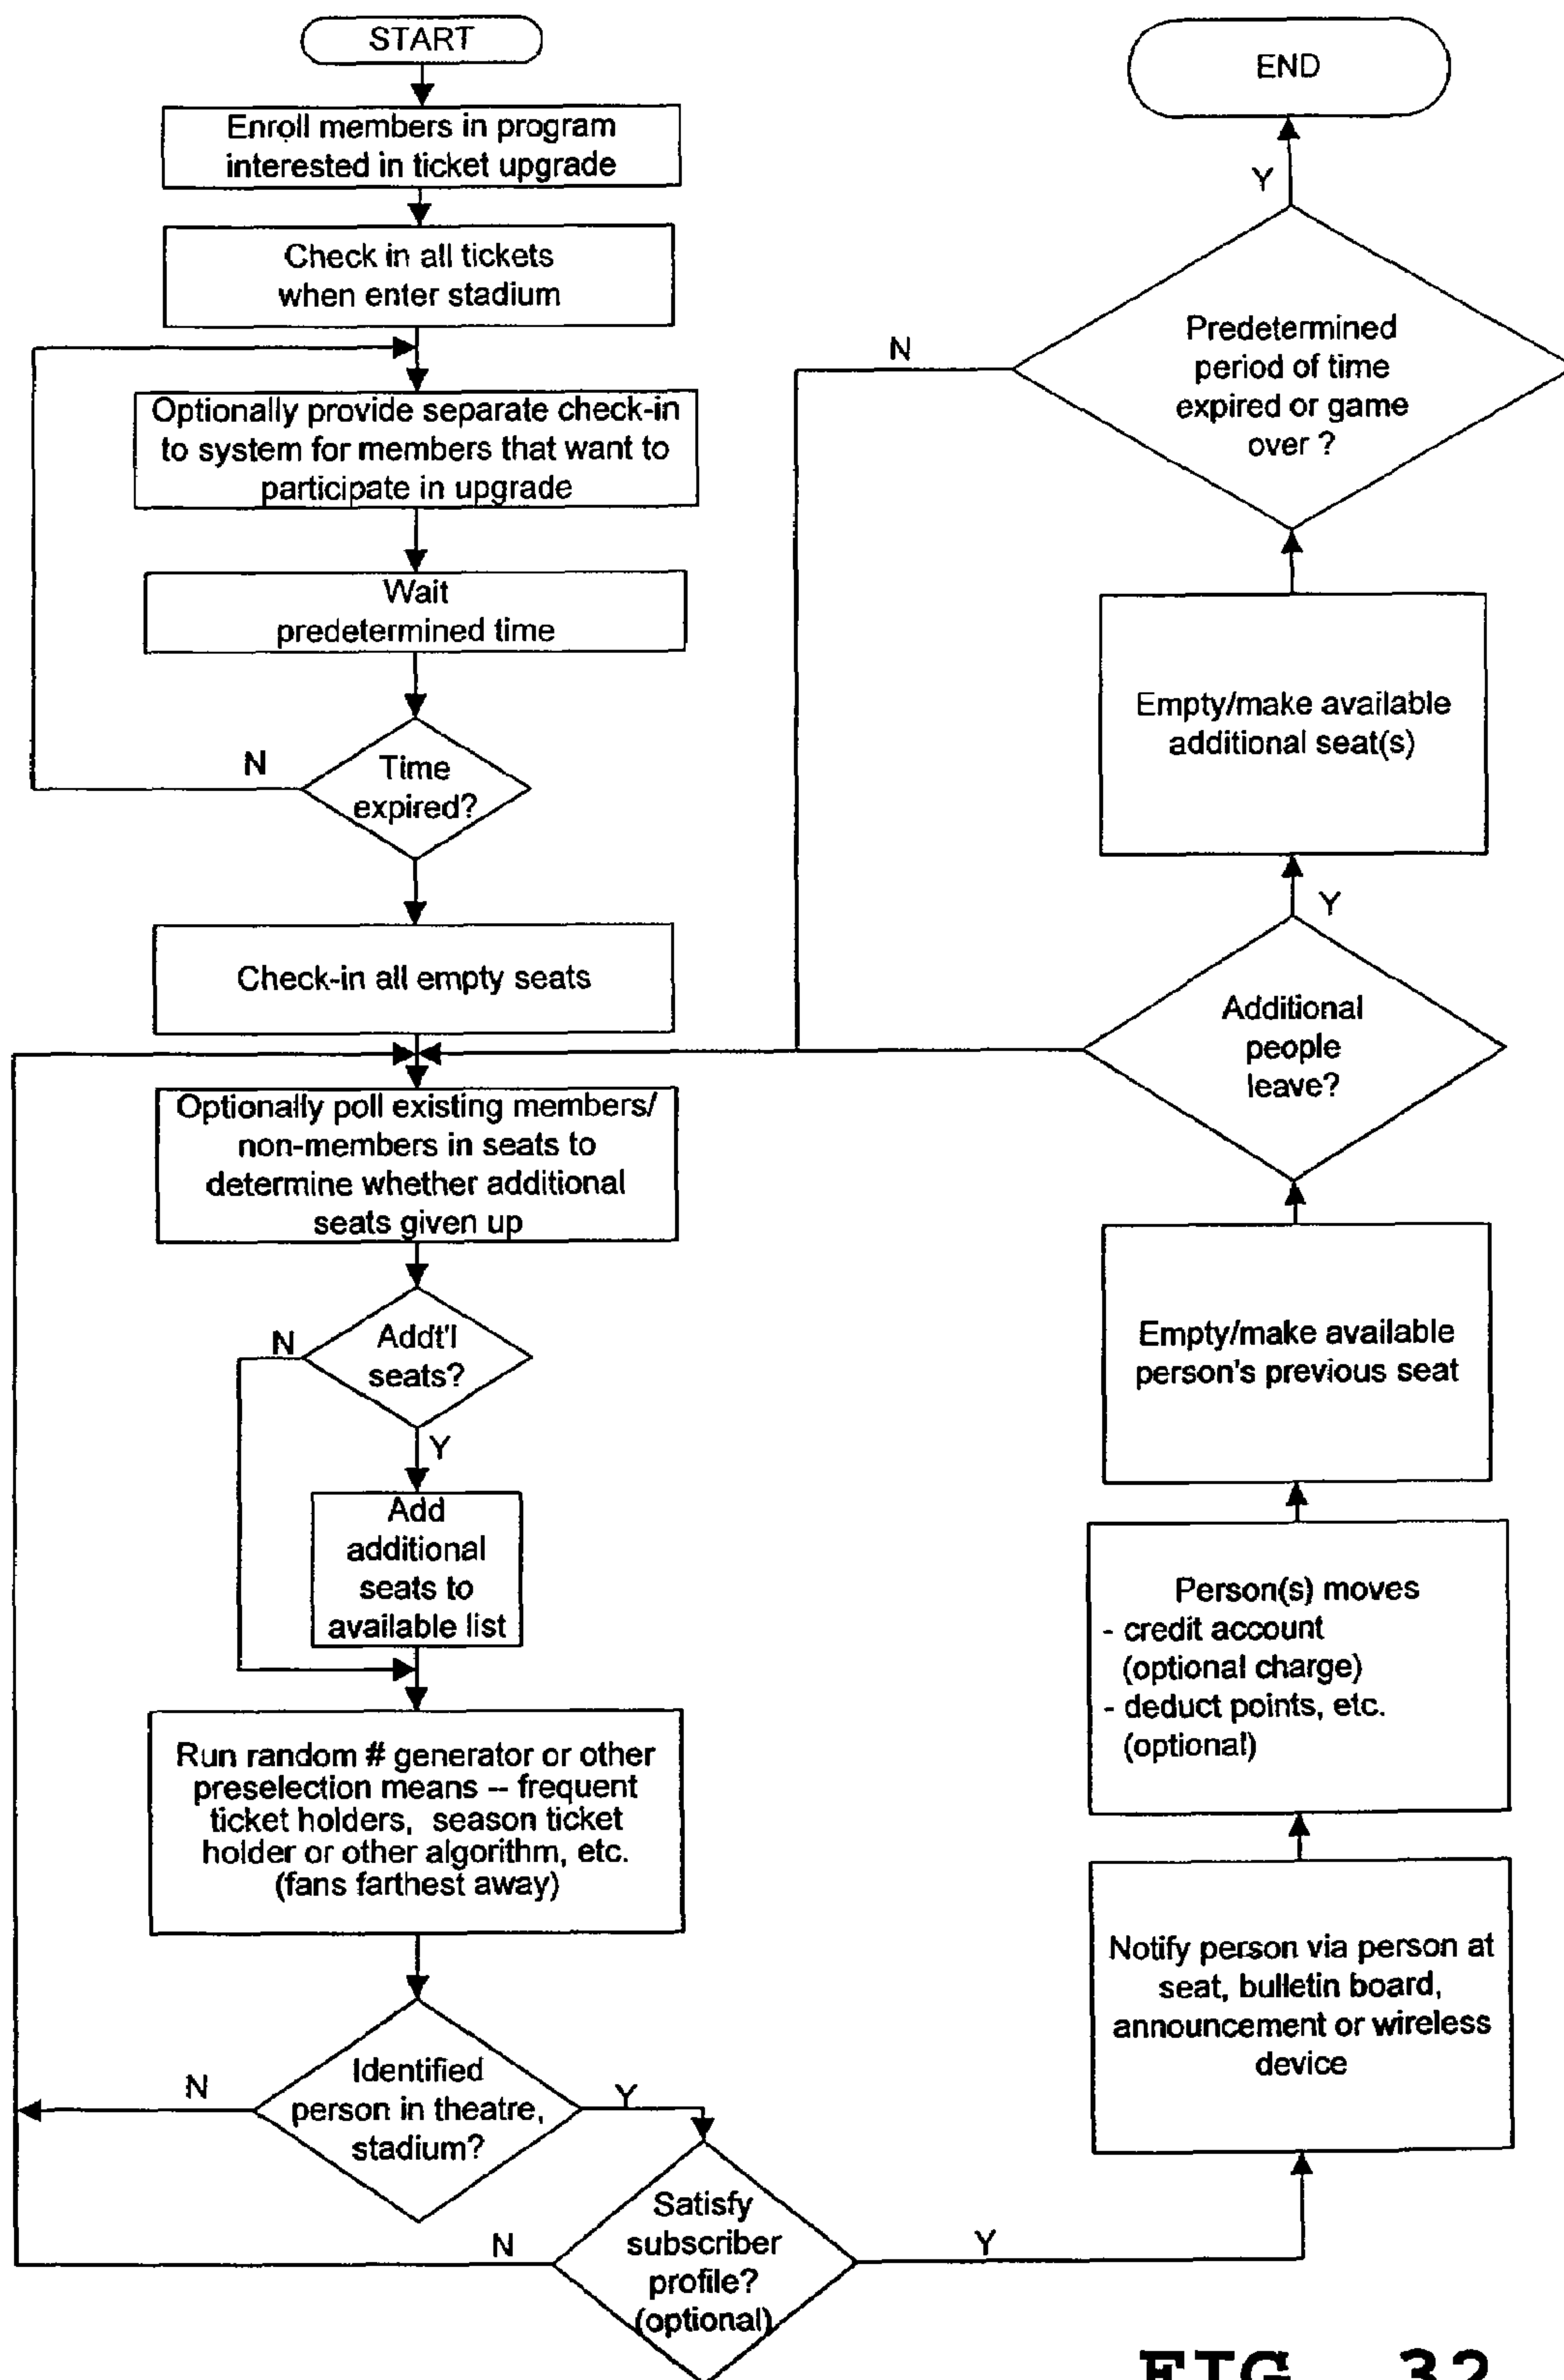 START
Enroll members in program
interested in ticket upgrade
Check in all tickets
when enter stadium
Optionally provide separate check-in
to system for members that want to
participate in upgrade
Wait
predetermined time
N
Time
expired?
Check-in all empty seats
Optionally poll existing members/
non-members in seats to
determine whether additional
seats given up
N
Addt'l
seats?
Y
Add
additional
seats to
available list
Run random # generator or other
preselection means -- frequent
ticket holders, season ticket
holder or other algorithm, etc.
(fans farthest away)
N
Identified
person in theatre,
stadium?
Y
N
Satisfy
subscriber
profile?
(optional)
Y
Notify person via person at
seat, bulletin board,
announcement or wireless
device
Person(s) moves
- credit account
(optional charge)
- deduct points, etc.
(optional)
Empty/make available
person's previous seat
Additional
people
leave?
Y
Empty/make available
additional seat(s)
Predetermined
period of time
expired or game
over ?
N
Y
END
FIG. 32